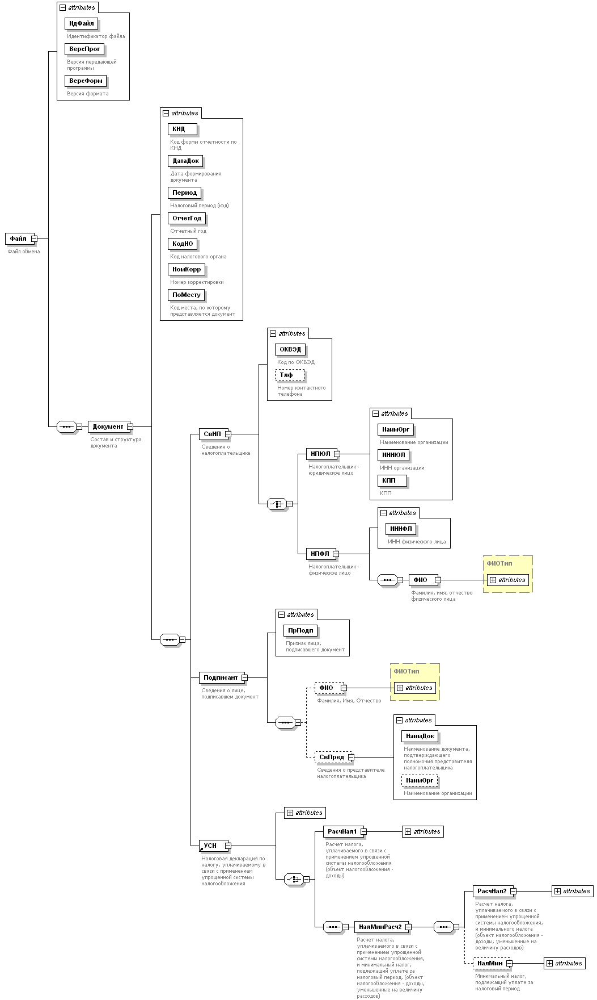 attributes
ИдФайл
Идентификатор файла
ВерсПрог
Версия передающей
программы
ВерсФорм
Версия формата
attributes
КНД
Код формы отчетности по
КНД
ДатаДок
Дата формирования
документа
Период
Налоговый период (код)
ОтчетГод
Отчетный год
КодНО
Код налогового органа
НомКорр
Номер корректировки
ПоМесту
Код места, по которому
представляется документ
Файл
Файл обмена
Документ
Состав и структура
документа
attributes
ОКВЭД
Код по ОКВЭД
Тлф
Номер контактного
телефона
СвНП
Сведения о
налогоплательщике
attributes
НаимОрг
Наименование организации
ИННЮЛ
ИНН организации
КПП
КПП
НПЮЛ
Налогоплательщик -
юридическое лицо
attributes
ИННФЛ
ИНН физического лица
НПФЛ
Налогоплательщик -
физическое лицо
ФИО
Фамилия, имя, отчество
физического лица
ФИОТип
attributes
attributes
ПрПодп
Признак лица,
подписавшего документ
Подписант
Сведения о лице,
подписавшем документ
ФИО
Фамилия, Имя, Отчество
ФИОТип
attributes
СвПред
Сведения о представителе
налогоплательщика
attributes
НаимДок
Наименование документа,
подтверждающего
полномочия представителя
налогоплательщика
НаимОрг
Наименование организации
УСН
Налоговая декларация по
налогу, уплачиваемому в
связи с применением
упрощенной системы
налогообложения
attributes
РасчНал1
Расчет налога,
уплачиваемого в связи с
применением упрощенной
системы налогообложения
(объект налогообложения -
доходы)
attributes
НалМинРасч2
Расчет налога,
уплачиваемого в связи с
применением упрощенной
системы налогообложения,
и минимальный налог,
подлежащий уплате за
налоговый период, (объект
налогообложения - доходы,
уменьшенные на величину
расходов)
РасчНал2
Расчет налога,
уплачиваемого в связи с
применением упрощенной
системы налогообложения,
и минимального налога
(объект налогообложения -
доходы, уменьшенные на
величину расходов)
attributes
НалМин
Минимальный налог,
подлежащий уплате за
налоговый период
attributes